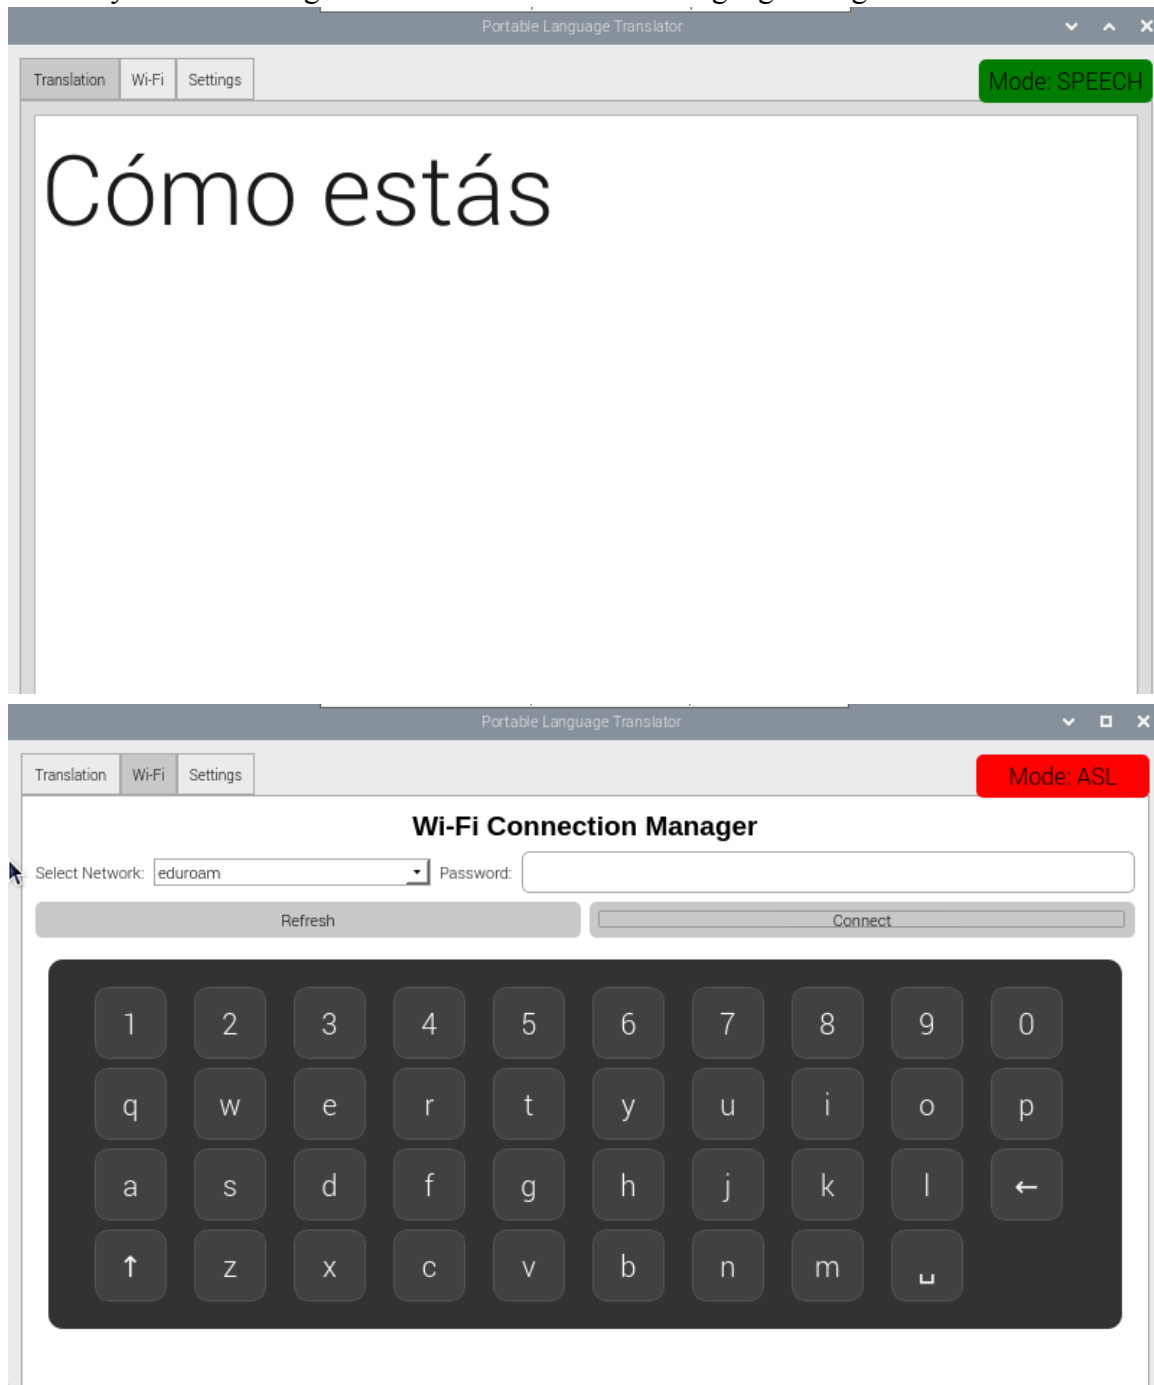 Portable Language Translator
Translation Wi-Fi Settings Mode: SPEECH
Cómo estás
Portable Language Translator
Translation Wi-Fi Settings Mode: ASL
Wi-Fi Connection Manager
Select Network: eduroam Password:
Refresh Connect
1 2 3 4 5 6 7 8 9 0
q w e r t y u i o p
a s d f g h j k l ←
↑ z x c v b n m ␣